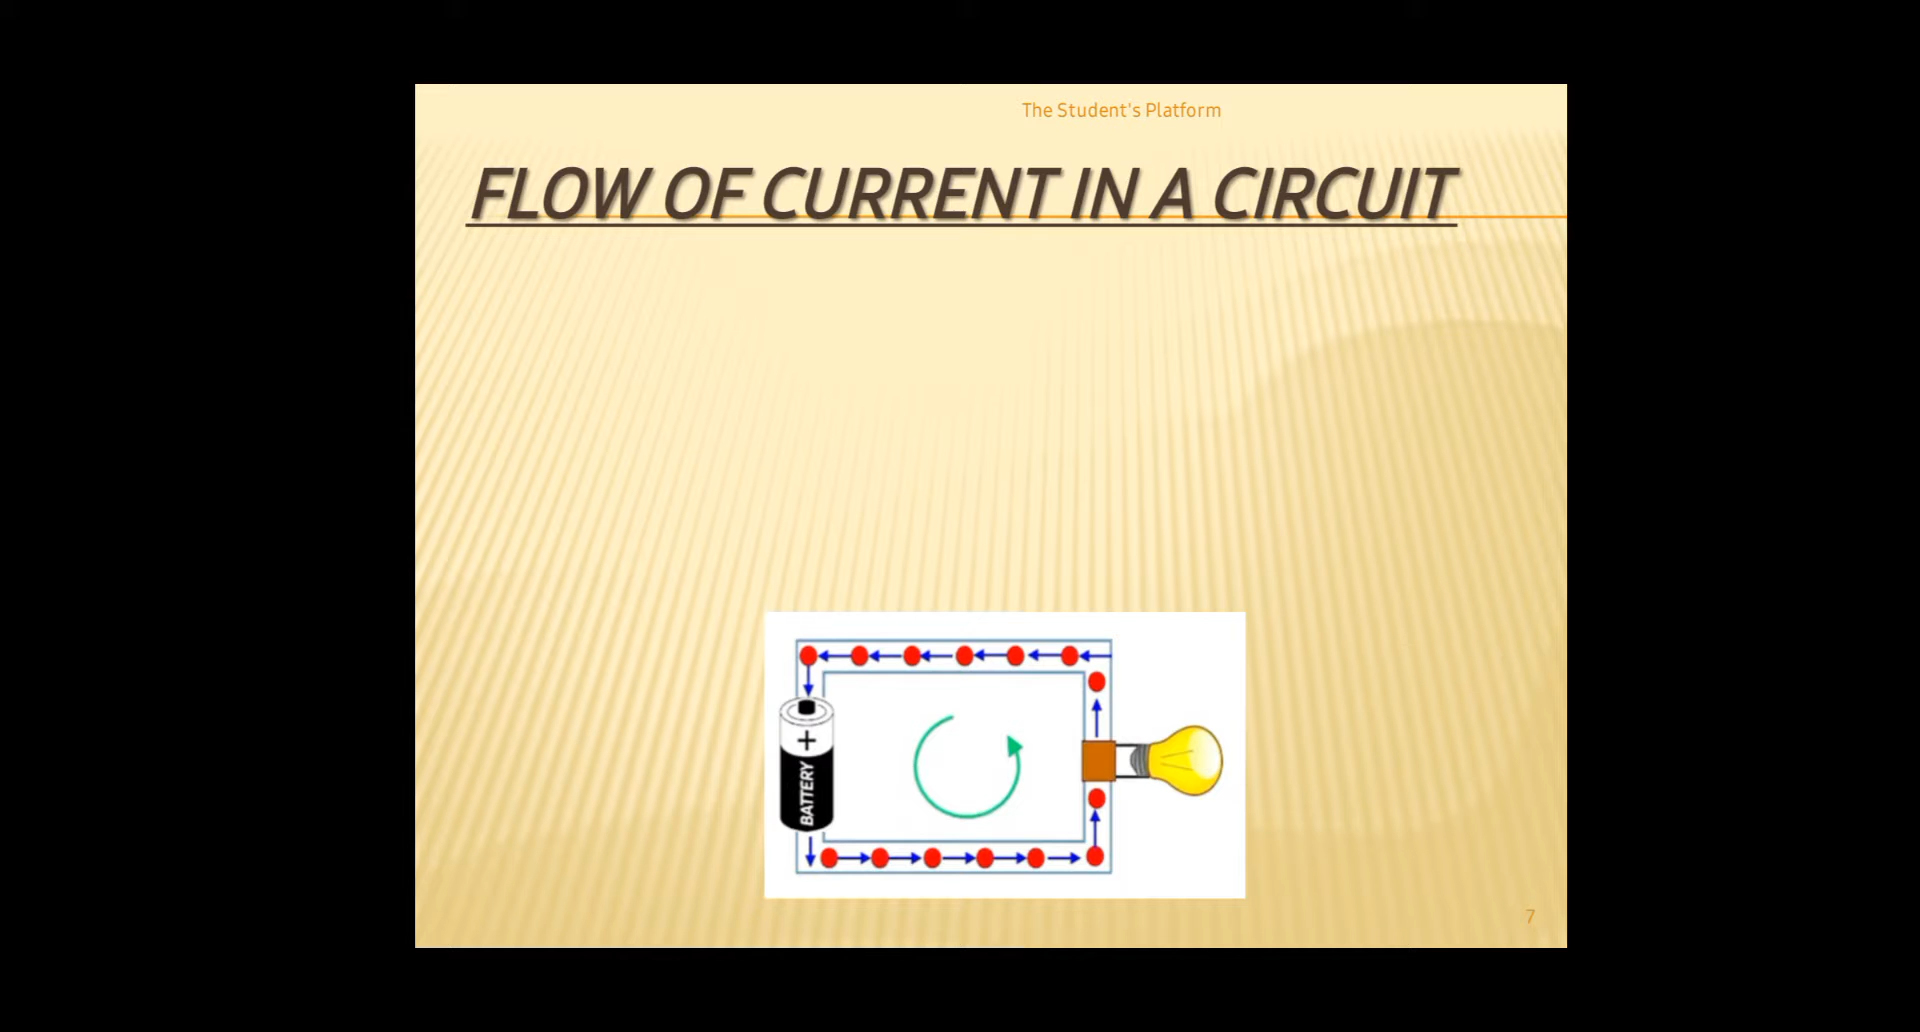 The Student's Platform
FLOW OF CURRENT IN A CIRCUIT
+
BATTERY
7